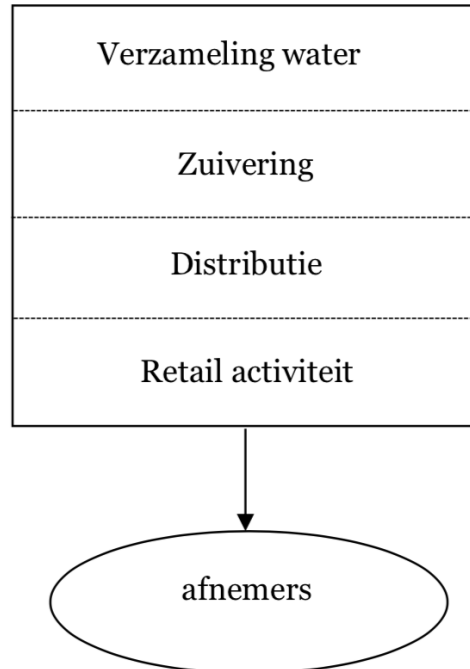 Verzameling water
Zuivering
Distributie
Retail activiteit
afnemers